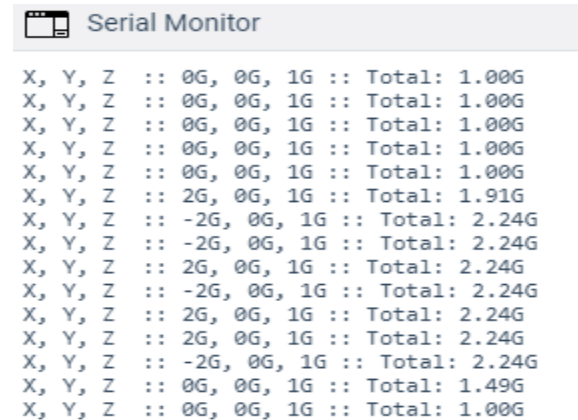 Serial Monitor
X, Y, Z  :: 0G, 0G, 1G :: Total: 1.00G
X, Y, Z  :: 0G, 0G, 1G :: Total: 1.00G
X, Y, Z  :: 0G, 0G, 1G :: Total: 1.00G
X, Y, Z  :: 0G, 0G, 1G :: Total: 1.00G
X, Y, Z  :: 0G, 0G, 1G :: Total: 1.00G
X, Y, Z  :: 2G, 0G, 1G :: Total: 1.91G
X, Y, Z  :: -2G, 0G, 1G :: Total: 2.24G
X, Y, Z  :: -2G, 0G, 1G :: Total: 2.24G
X, Y, Z  :: 2G, 0G, 1G :: Total: 2.24G
X, Y, Z  :: -2G, 0G, 1G :: Total: 2.24G
X, Y, Z  :: 2G, 0G, 1G :: Total: 2.24G
X, Y, Z  :: 2G, 0G, 1G :: Total: 2.24G
X, Y, Z  :: -2G, 0G, 1G :: Total: 2.24G
X, Y, Z  :: 0G, 0G, 1G :: Total: 1.49G
X, Y, Z  :: 0G, 0G, 1G :: Total: 1.00G